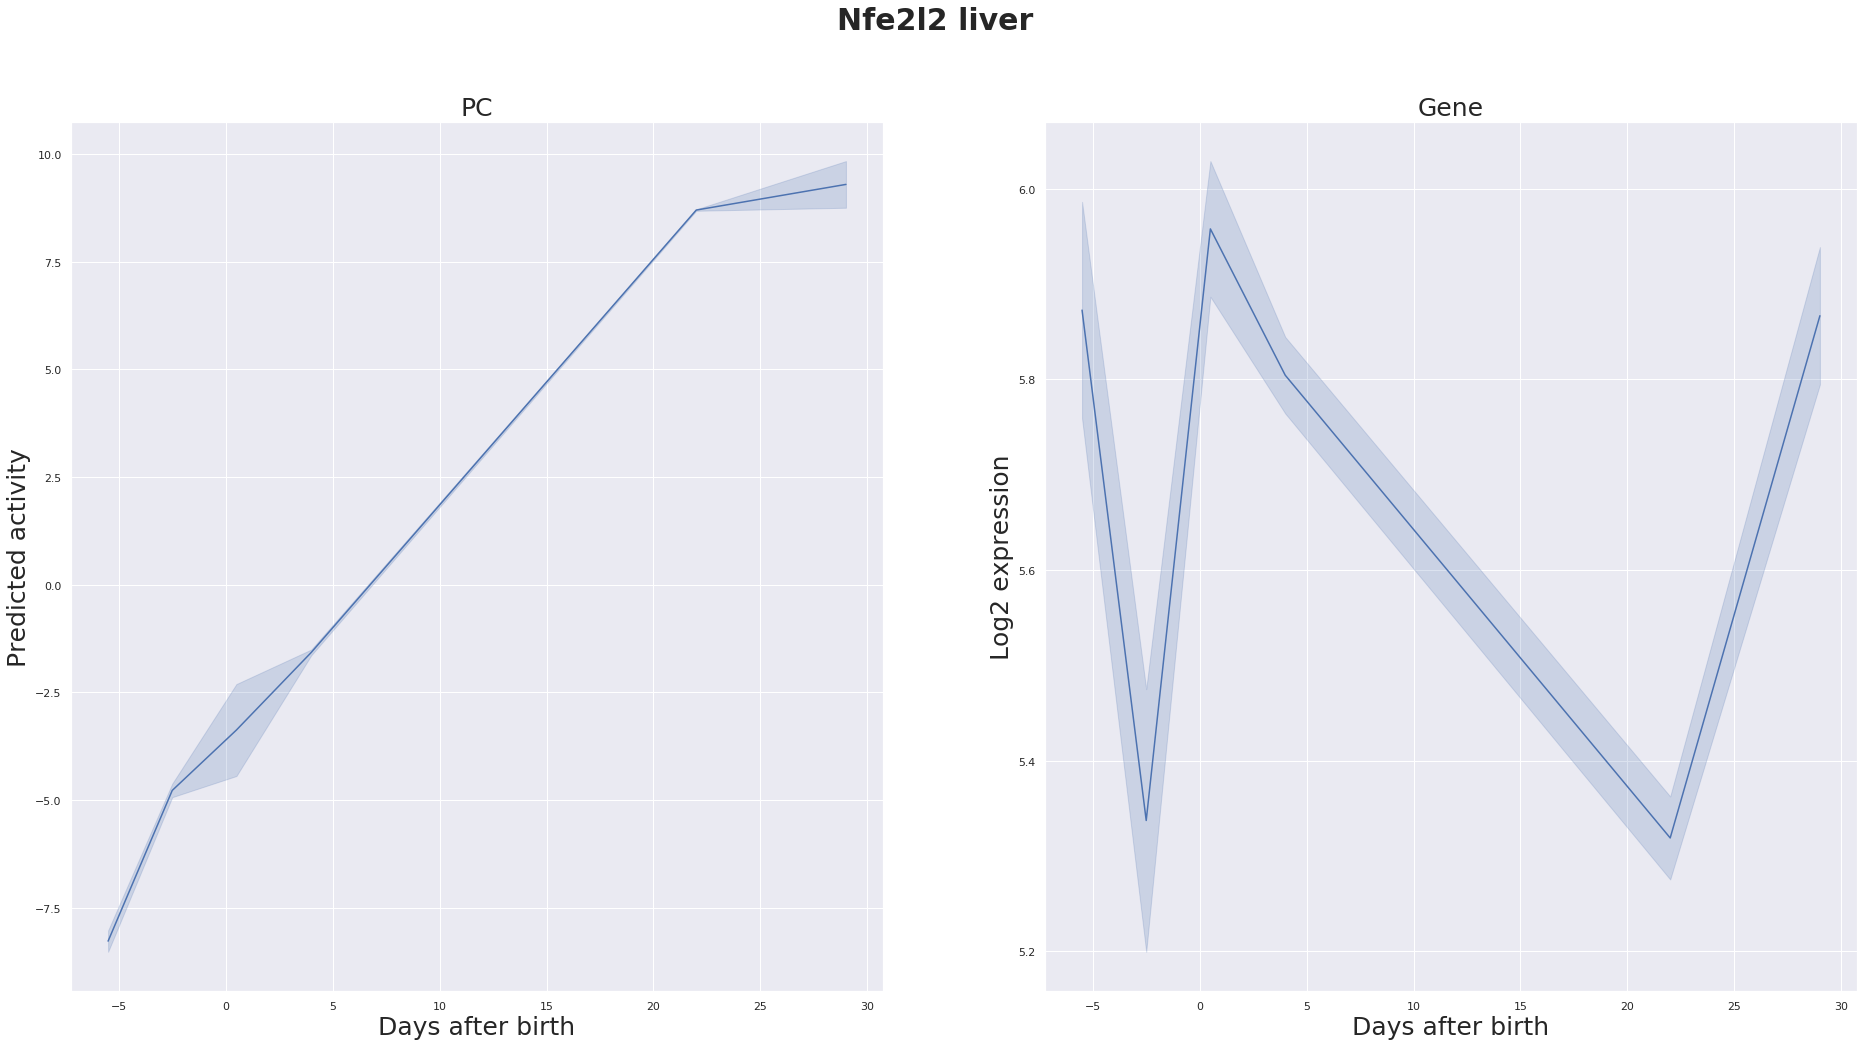 Nfe2l2 liver
PC
10.0
7.5
5.0
2.5
0.0
−2.5
−5.0
−7.5
Predicted activity
−5 0 5 10 15 20 25 30
Days after birth
Gene
6.0
5.8
5.6
5.4
5.2
Log2 expression
−5 0 5 10 15 20 25 30
Days after birth